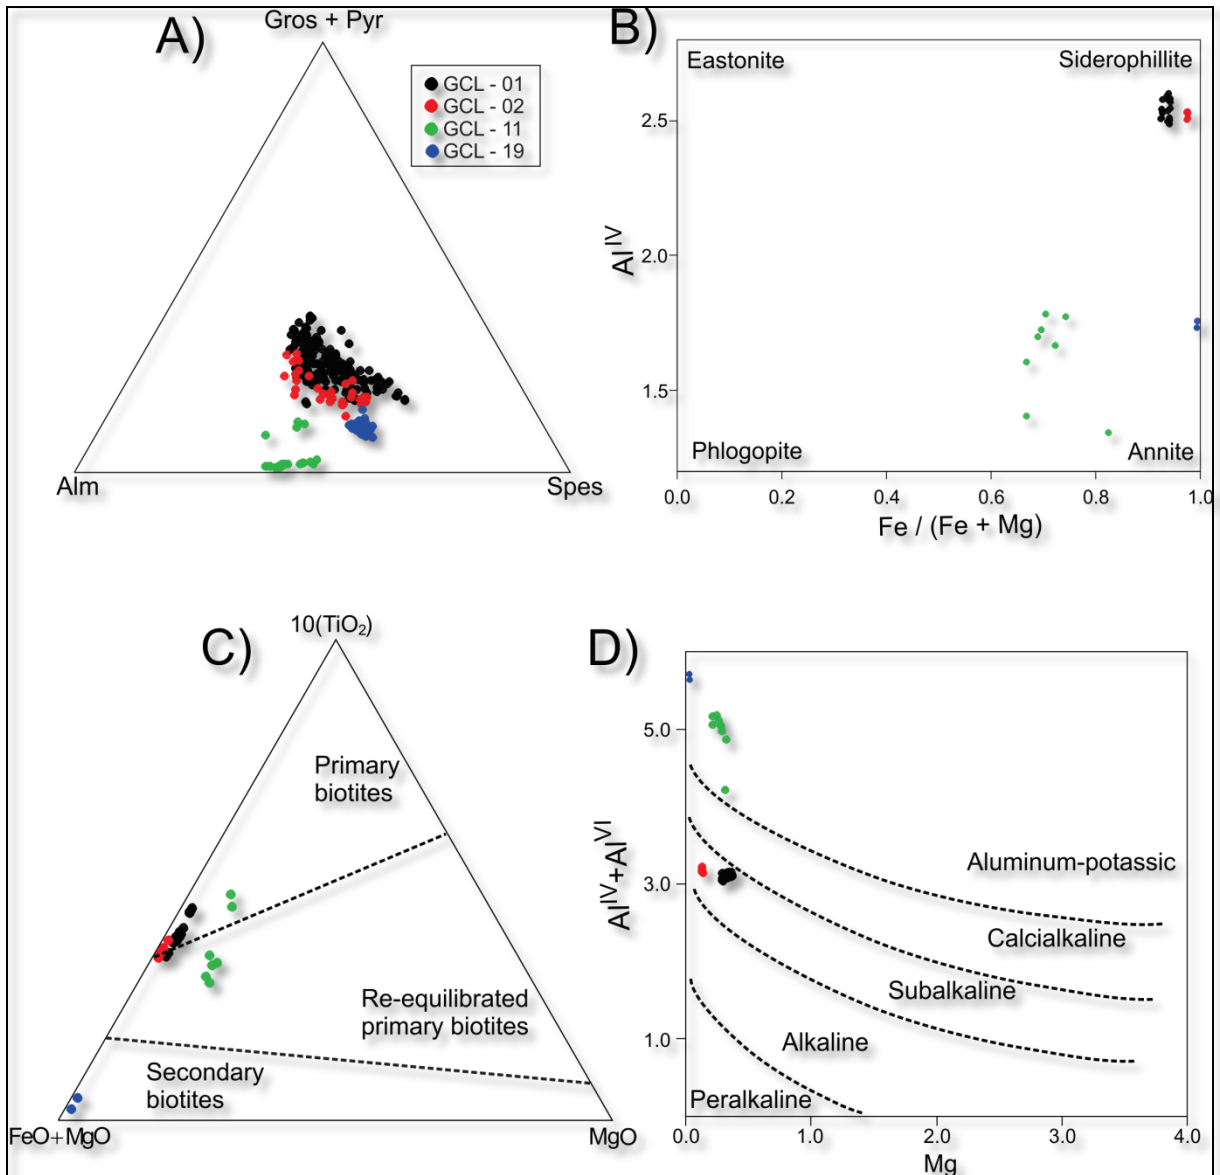 A)
Gros + Pyr
GCL - 01
GCL - 02
GCL - 11
GCL - 19
Alm
Spes
B)
Eastonite
Siderophillite
2.5
2.0
1.5
Al^IV
Phlogopite
Annite
0.0
0.2
0.4
0.6
0.8
1.0
Fe / (Fe + Mg)
C)
10(TiO₂)
Primary
biotites
Re-equilibrated
primary biotites
Secondary
biotites
FeO+MgO
MgO
D)
5.0
3.0
1.0
Al^IV+Al^VI
Aluminum-potassic
Calcialkaline
Subalkaline
Alkaline
Peralkaline
0.0
1.0
2.0
3.0
4.0
Mg